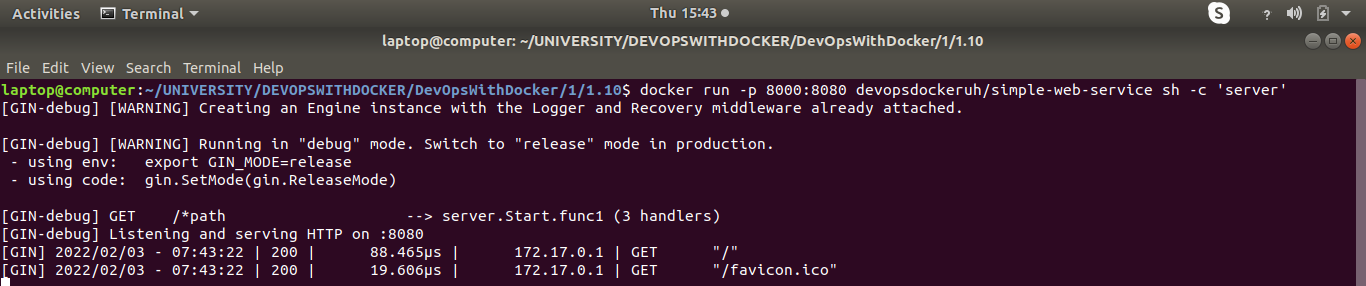 Activities Terminal Thu 15:43
laptop@computer: ~/UNIVERSITY/DEVOPSWITHDOCKER/DevOpsWithDocker/1/1.10
File Edit View Search Terminal Help
laptop@computer:~/UNIVERSITY/DEVOPSWITHDOCKER/DevOpsWithDocker/1/1.10$ docker run -p 8000:8080 devopsdockeruh/simple-web-service sh -c 'server'
[GIN-debug] [WARNING] Creating an Engine instance with the Logger and Recovery middleware already attached.
[GIN-debug] [WARNING] Running in "debug" mode. Switch to "release" mode in production.
 - using env:   export GIN_MODE=release
 - using code:  gin.SetMode(gin.ReleaseMode)
[GIN-debug] GET    /*path                    --> server.Start.func1 (3 handlers)
[GIN-debug] Listening and serving HTTP on :8080
[GIN] 2022/02/03 - 07:43:22 | 200 |      88.465µs |      172.17.0.1 | GET      "/"
[GIN] 2022/02/03 - 07:43:22 | 200 |      19.606µs |      172.17.0.1 | GET      "/favicon.ico"